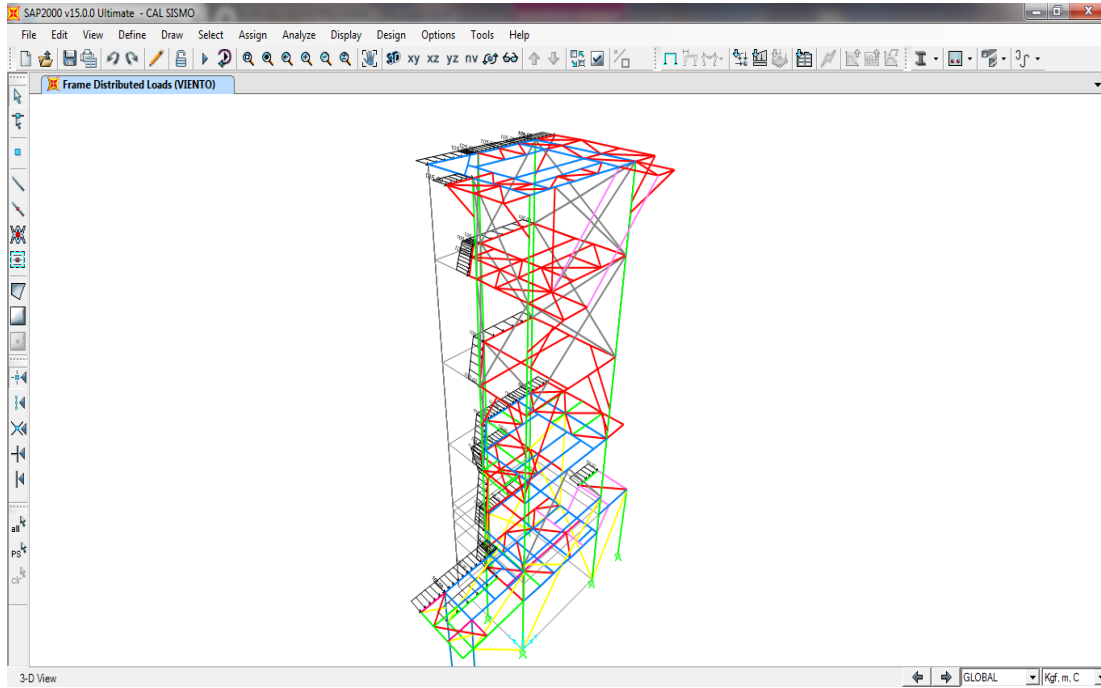 SAP2000 v15.0.0 Ultimate - CAL SISMO
File Edit View Define Draw Select Assign Analyze Display Design Options Tools Help
xy xz yz nv
Frame Distributed Loads (VIENTO)
all
PS
clr
3-D View
GLOBAL
Kgf, m, C